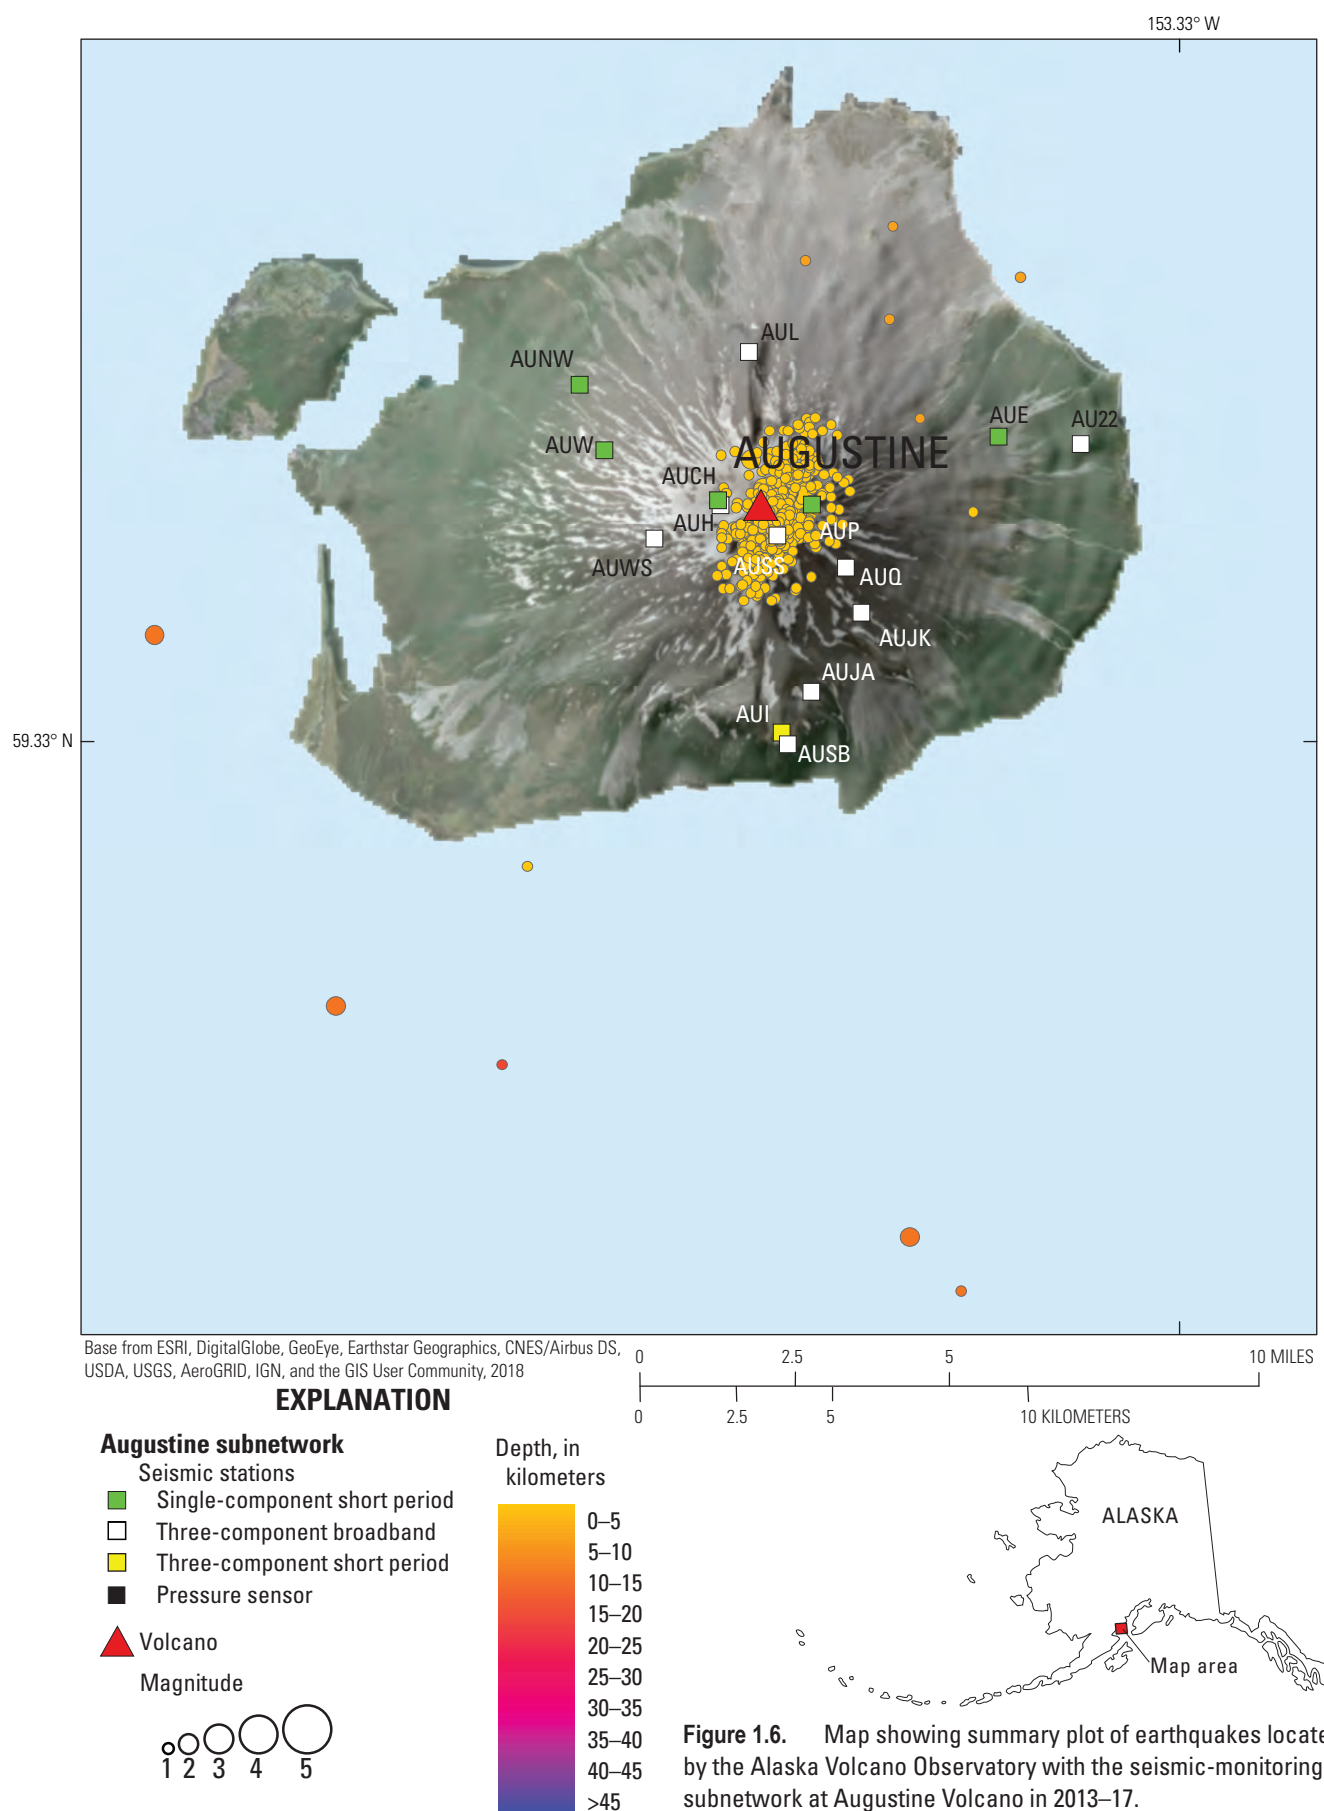 153.33° W
AUL
AUNW
AUE
AU22
AUW
AUGUSTINE
AUCH
AUH
AUP
AUWS
AUSS
AUQ
AUJK
AUJA
AUI
59.33° N
AUSB
Base from ESRI, DigitalGlobe, GeoEye, Earthstar Geographics, CNES/Airbus DS,
USDA, USGS, AeroGRID, IGN, and the GIS User Community, 2018
0 2.5 5 10 MILES
0 2.5 5 10 KILOMETERS
EXPLANATION
Augustine subnetwork
Seismic stations
Single-component short period
Three-component broadband
Three-component short period
Pressure sensor
Volcano
Magnitude
1 2 3 4 5
Depth, in
kilometers
0–5
5–10
10–15
15–20
20–25
25–30
30–35
35–40
40–45
>45
ALASKA
Map area
Figure 1.6. Map showing summary plot of earthquakes locate
by the Alaska Volcano Observatory with the seismic-monitoring
subnetwork at Augustine Volcano in 2013–17.